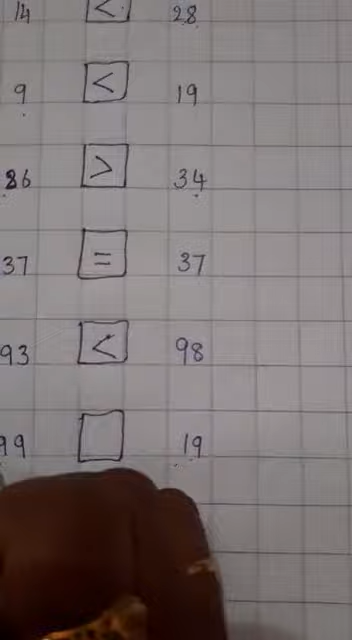 14 < 28
9 < 19
86 > 34
37 = 37
93 < 98
99 19